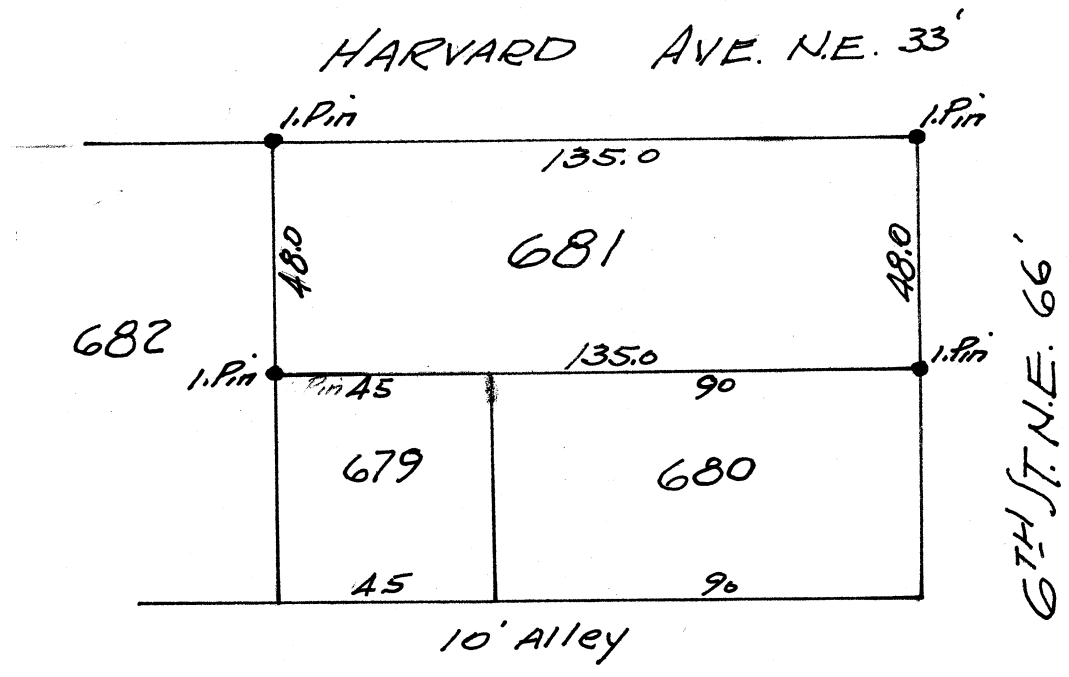 HARVARD AVE. N.E. 33'
I.Pin I.Pin
135.0
48.0 681 48.0
682
I.Pin 135.0 I.Pin
Pin 45 90
679 680
45 90
10' Alley
6TH ST. N.E. 66'